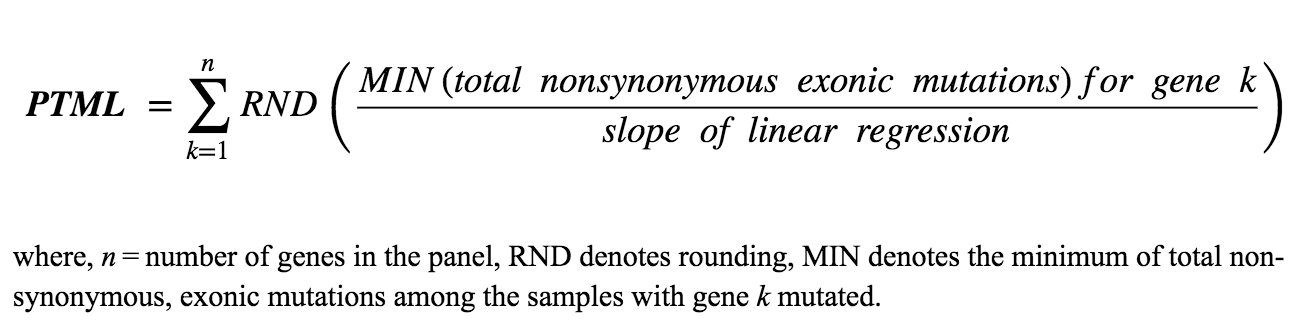 PTML = \sum_{k=1}^{n} RND \left( \frac{MIN (total nonsynonymous exonic mutations) for gene k}{slope of linear regression} \right)
where, n = number of genes in the panel, RND denotes rounding, MIN denotes the minimum of total non-
synonymous, exonic mutations among the samples with gene k mutated.